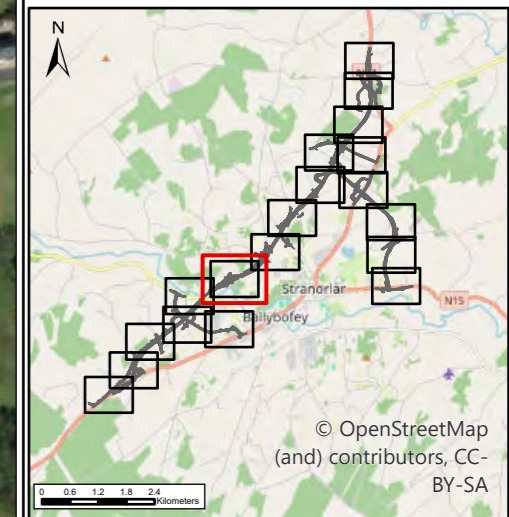 N
Stranorlar
Ballybofey
N15
© OpenStreetMap
(and) contributors, CC-
BY-SA
0 0.6 1.2 1.8 2.4
Kilometers